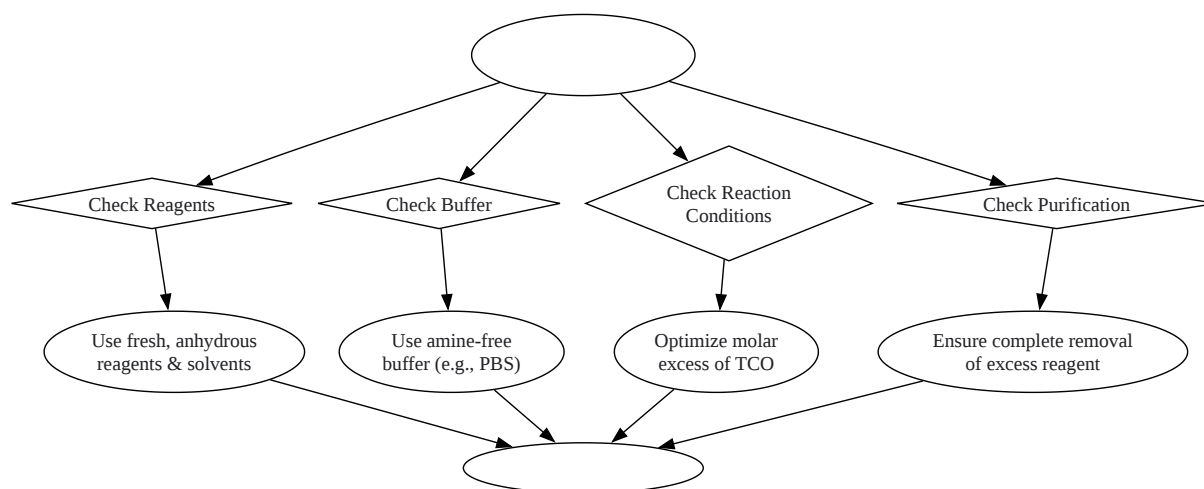 Check Reagents
Check Buffer
Check Reaction
Conditions
Check Purification
Use fresh, anhydrous
reagents & solvents
Use amine-free
buffer (e.g., PBS)
Optimize molar
excess of TCO
Ensure complete removal
of excess reagent